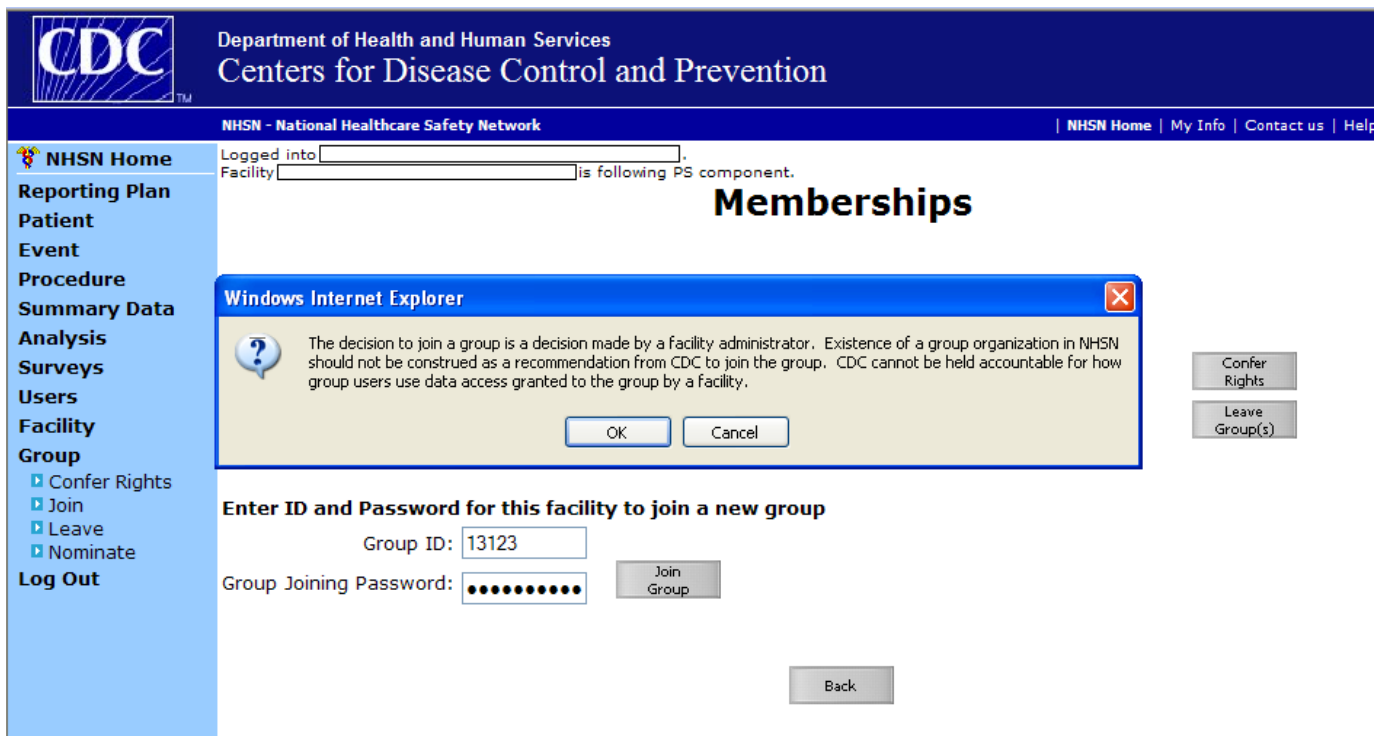 CDC
TM
Department of Health and Human Services
Centers for Disease Control and Prevention
NHSN - National Healthcare Safety Network
| NHSN Home | My Info | Contact us | Help
NHSN Home
Reporting Plan
Patient
Event
Procedure
Summary Data
Analysis
Surveys
Users
Facility
Group
Confer Rights
Join
Leave
Nominate
Log Out
Logged into .
Facility is following PS component.
Memberships
Windows Internet Explorer
The decision to join a group is a decision made by a facility administrator. Existence of a group organization in NHSN
should not be construed as a recommendation from CDC to join the group. CDC cannot be held accountable for how
group users use data access granted to the group by a facility.
OK Cancel
Confer
Rights
Leave
Group(s)
Enter ID and Password for this facility to join a new group
Group ID: 13123
Group Joining Password: ●●●●●●●●●●
Join
Group
Back